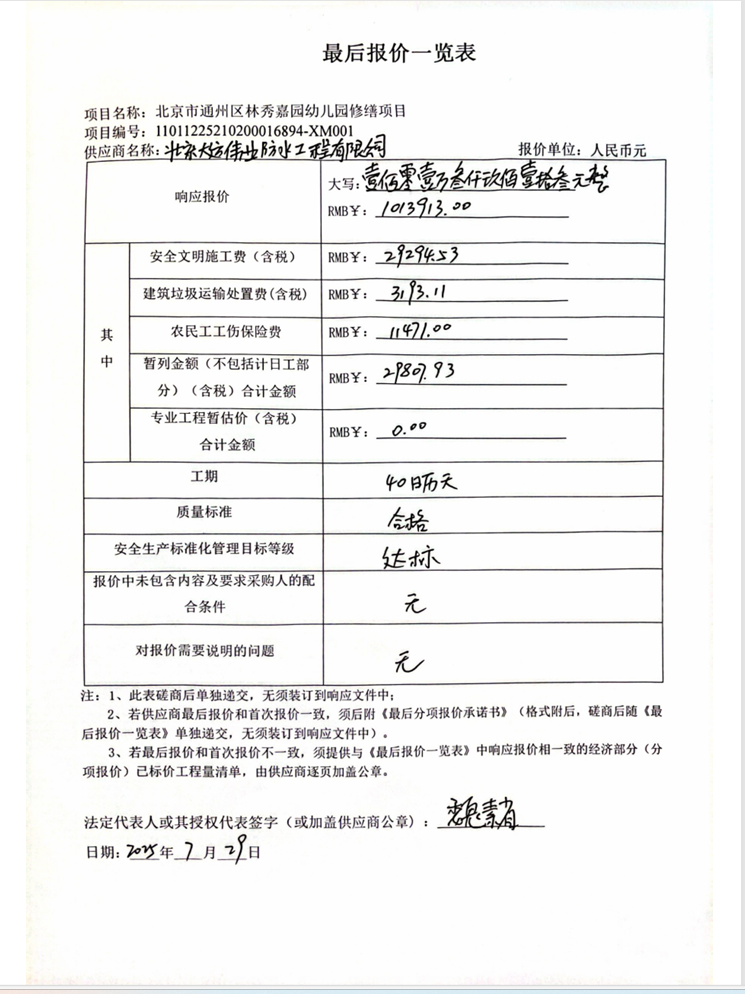 最后报价一览表
项目名称：北京市通州区林秀嘉园幼儿园修缮项目
项目编号：11011225210200016894-XM001
供应商名称：北京大运伟业防水工程有限公司 报价单位：人民币元
响应报价
大写：壹佰零壹万叁仟玖佰壹拾叁元整
RMB￥：1013913.00
其中
安全文明施工费（含税） RMB￥：29294.53
建筑垃圾运输处置费(含税) RMB￥：3193.11
农民工工伤保险费 RMB￥：11471.00
暂列金额（不包括计日工部
分）（含税）合计金额
RMB￥：29807.93
专业工程暂估价（含税）
合计金额
RMB￥：0.00
工期 40日历天
质量标准 合格
安全生产标准化管理目标等级 达标
报价中未包含内容及要求采购人的配
合条件
无
对报价需要说明的问题 无
注：1、此表磋商后单独递交，无须装订到响应文件中；
2、若供应商最后报价和首次报价一致，须后附《最后分项报价承诺书》（格式附后，磋商后随《最
后报价一览表》单独递交，无须装订到响应文件中）。
3、若最后报价和首次报价不一致，须提供与《最后报价一览表》中响应报价相一致的经济部分（分
项报价）已标价工程量清单，由供应商逐页加盖公章。
法定代表人或其授权代表签字（或加盖供应商公章）：
日期：2025年7月29日